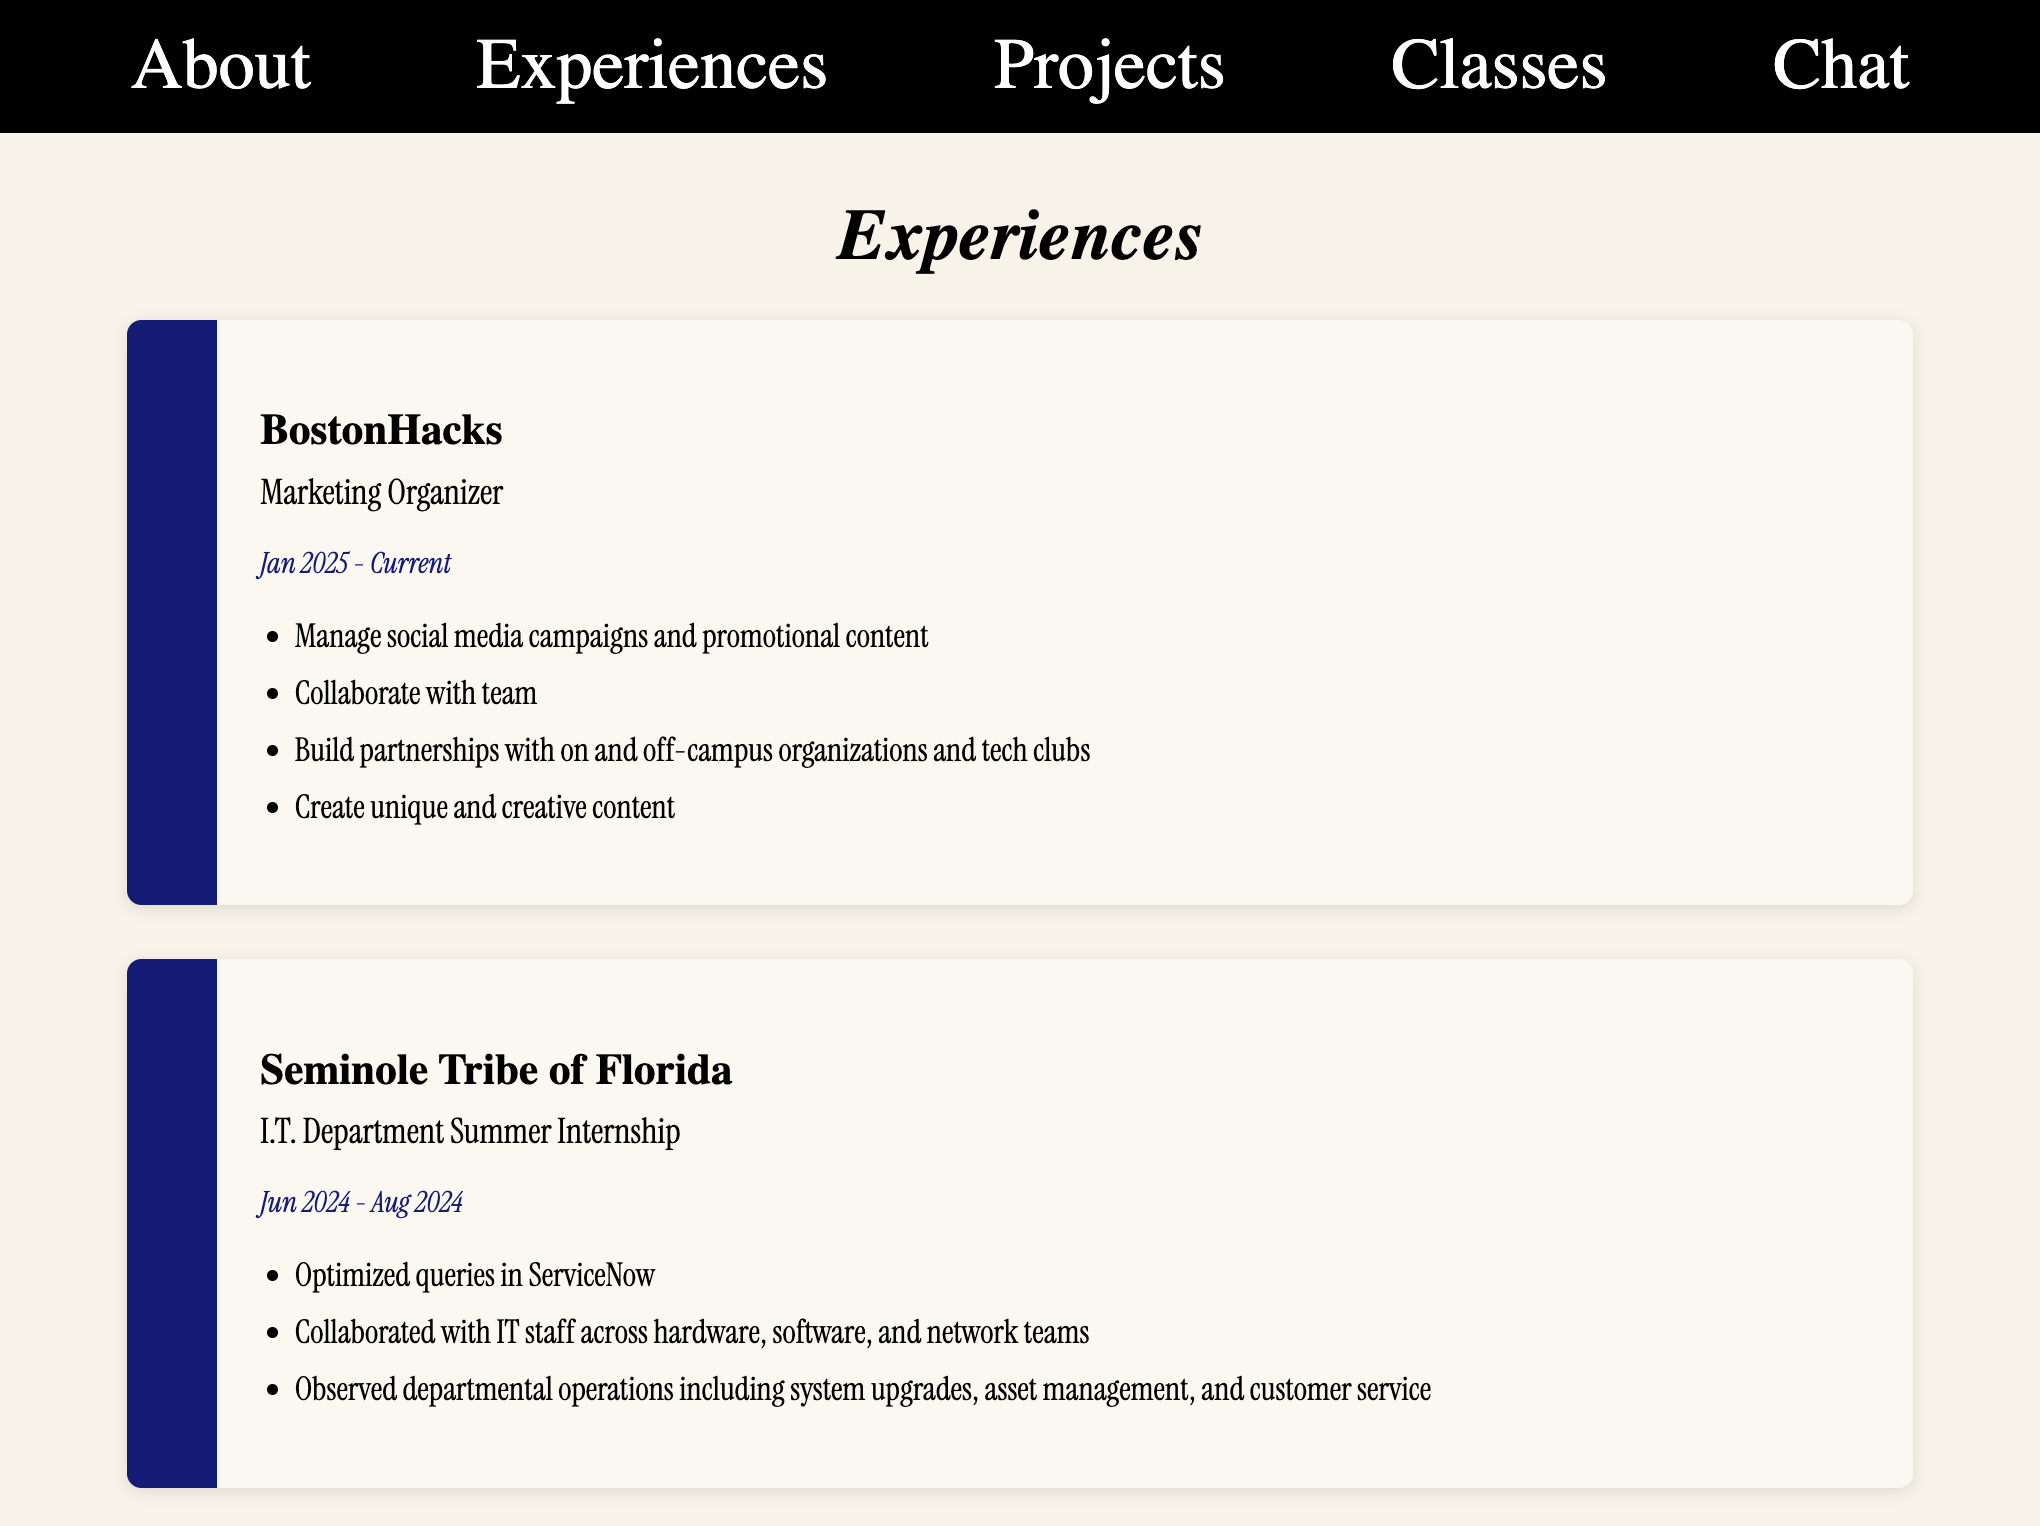 About Experiences Projects Classes Chat
Experiences
BostonHacks
Marketing Organizer
Jan 2025 - Current
• Manage social media campaigns and promotional content
• Collaborate with team
• Build partnerships with on and off-campus organizations and tech clubs
• Create unique and creative content
Seminole Tribe of Florida
I.T. Department Summer Internship
Jun 2024 - Aug 2024
• Optimized queries in ServiceNow
• Collaborated with IT staff across hardware, software, and network teams
• Observed departmental operations including system upgrades, asset management, and customer service